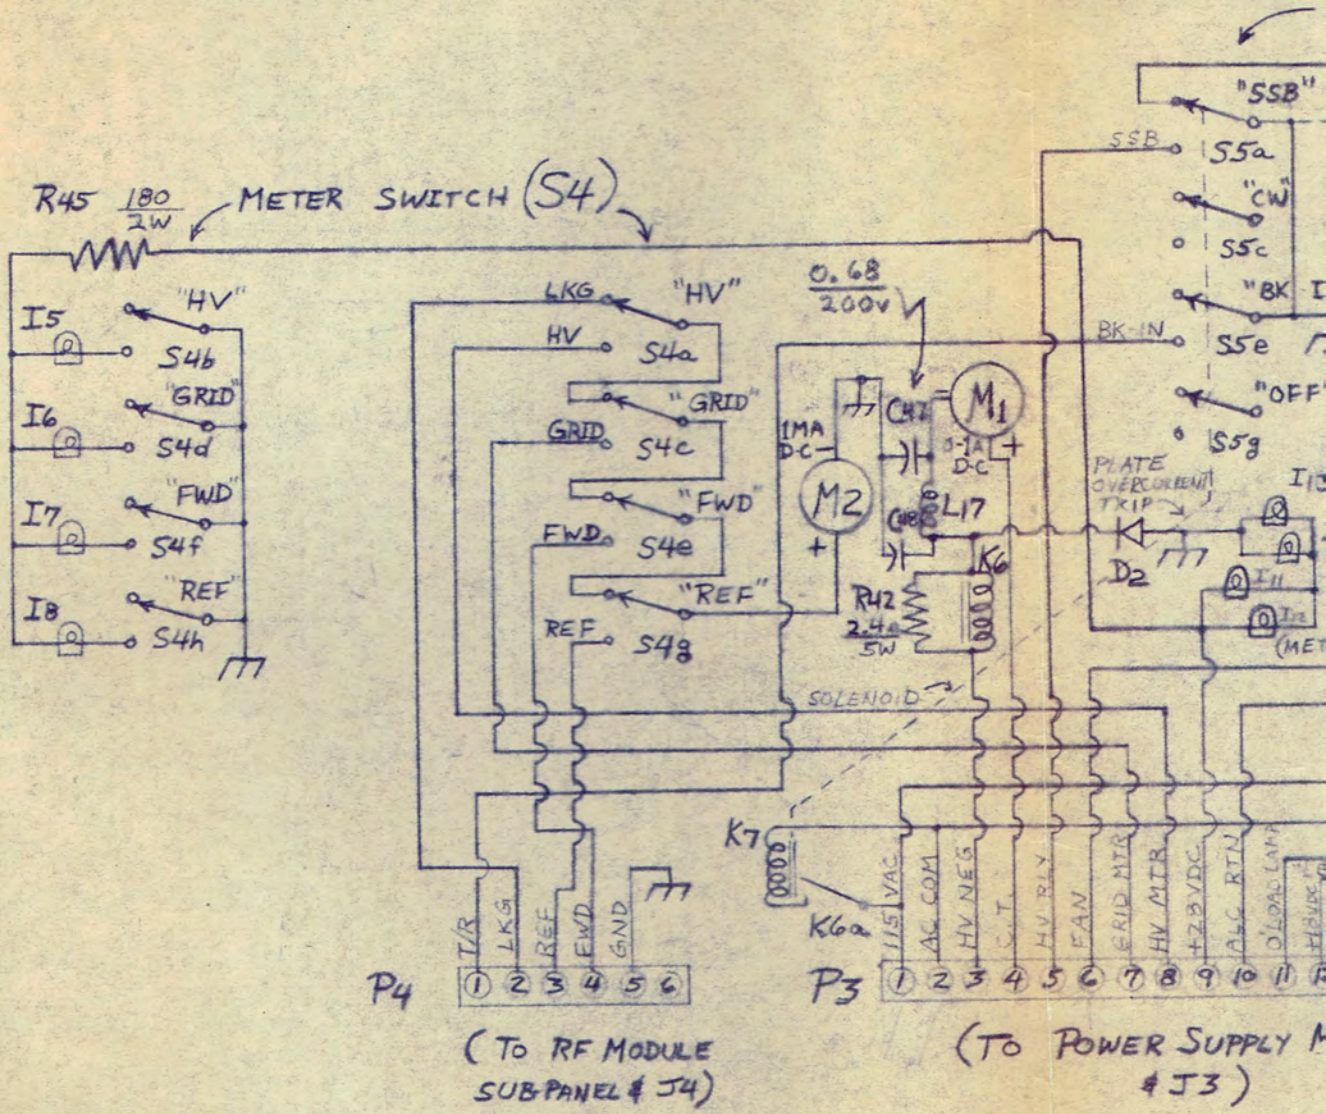 R45 180
2W
METER SWITCH (S4)
"HV"
I5
S4b
"GRID"
I6
S4d
"FWD"
I7
S4f
"REF"
I8
S4h
LKG
"HV"
HV
S4a
"GRID"
GRID
S4c
"FWD"
FWD
S4e
"REF"
REF
S4g
0.68
200V
1MA
D-C
-
M2
+
C47
-
M1
0-1A
D-C
+
C48
L17
K6
R42
2.4Ω
5W
"SSB"
SSB
S5a
"CW"
S5c
"BK
BK-IN
S5e
"OFF"
S5g
PLATE
OVERCURRENT
TRIP
D2
I13
I11
I12
(MET
SOLENOID
K7
K6a
T/R
LKG
REF
FWD
GND
P4 1 2 3 4 5 6
(TO RF MODULE
SUB-PANEL & J4)
115 VAC
AC COM
HV NEG
C.T.
HV RLY
FAN
GRID MTR
HV MTR
+28VDC
ALC RTN
O'LOAD LAMP
P3 1 2 3 4 5 6 7 8 9 10 11 12
(TO POWER SUPPLY M
& J3)